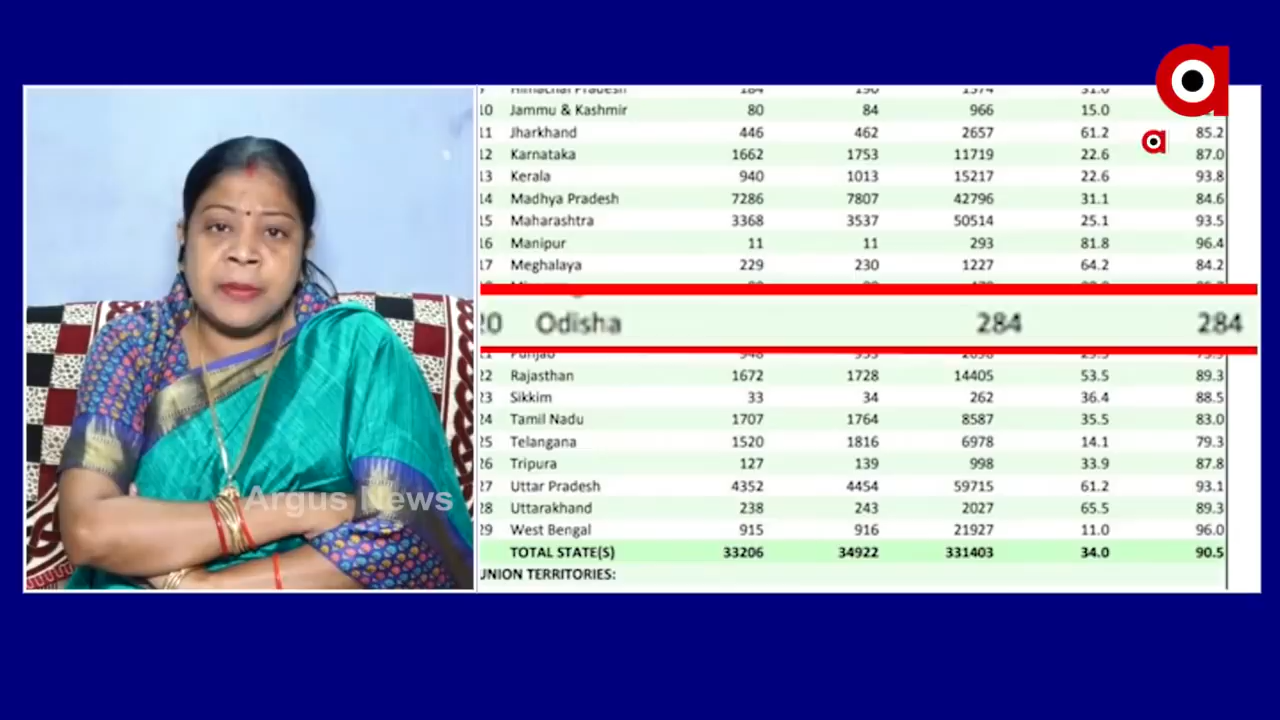 10 Jammu & Kashmir 80 84 966 15.0
11 Jharkhand 446 462 2657 61.2 85.2
12 Karnataka 1662 1753 11719 22.6 87.0
13 Kerala 940 1013 15217 22.6 93.8
14 Madhya Pradesh 7286 7807 42796 31.1 84.6
15 Maharashtra 3368 3537 50514 25.1 93.5
16 Manipur 11 11 293 81.8 96.4
17 Meghalaya 229 230 1227 64.2 84.2
20 Odisha 284 284
22 Rajasthan 1672 1728 14405 53.5 89.3
23 Sikkim 33 34 262 36.4 88.5
24 Tamil Nadu 1707 1764 8587 35.5 83.0
25 Telangana 1520 1816 6978 14.1 79.3
26 Tripura 127 139 998 33.9 87.8
27 Uttar Pradesh 4352 4454 59715 61.2 93.1
28 Uttarakhand 238 243 2027 65.5 89.3
29 West Bengal 915 916 21927 11.0 96.0
TOTAL STATE(S) 33206 34922 331403 34.0 90.5
UNION TERRITORIES:
Argus News